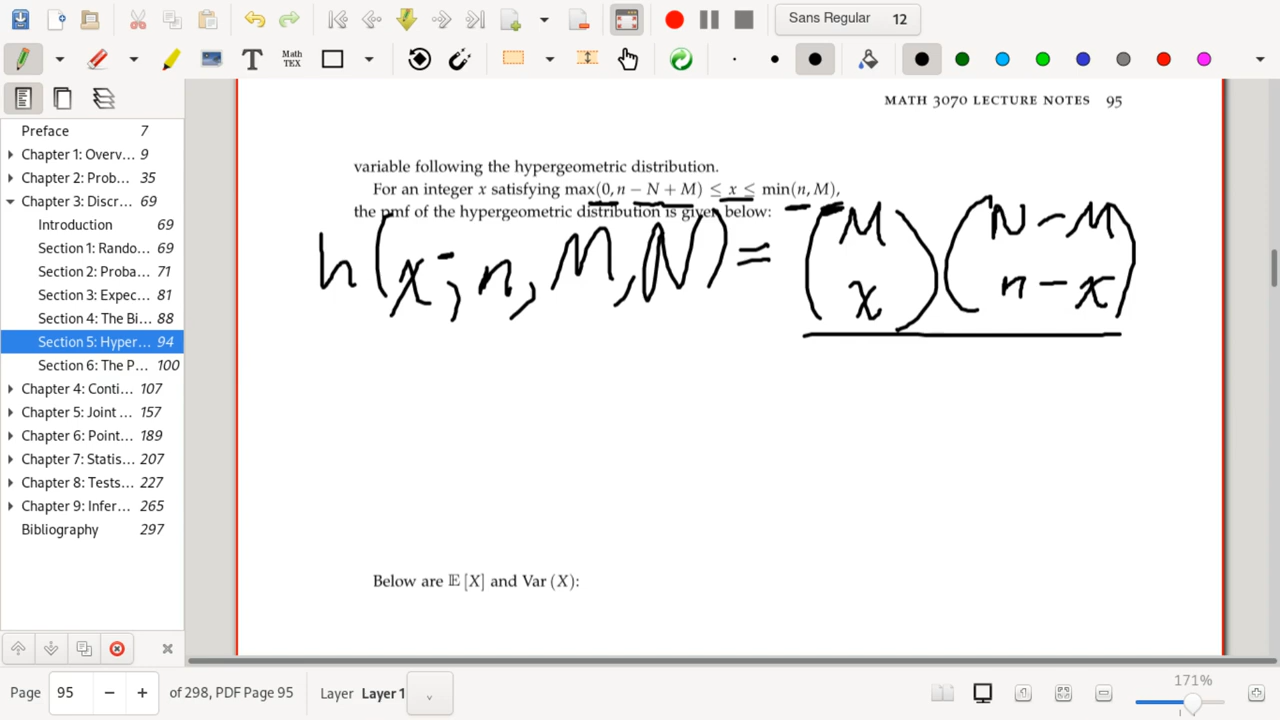 Sans Regular 12
T Math TEX
MATH 3070 LECTURE NOTES 95
Preface 7
Chapter 1: Overv... 9
Chapter 2: Prob... 35
Chapter 3: Discr... 69
Introduction 69
Section 1: Rando... 69
Section 2: Proba... 71
Section 3: Expec... 81
Section 4: The Bi... 88
Section 5: Hyper... 94
Section 6: The P... 100
Chapter 4: Conti... 107
Chapter 5: Joint ... 157
Chapter 6: Point... 189
Chapter 7: Statis... 207
Chapter 8: Tests... 227
Chapter 9: Infer... 265
Bibliography 297
variable following the hypergeometric distribution.
For an integer x satisfying max(0, n − N + M) ≤ x ≤ min(n, M),
the pmf of the hypergeometric distribution is given below:
h(x; n, M, N) = (M x)(N − M n − x)
Below are 𝔼 [X] and Var (X):
Page 95 − + of 298, PDF Page 95 Layer Layer 1 171%